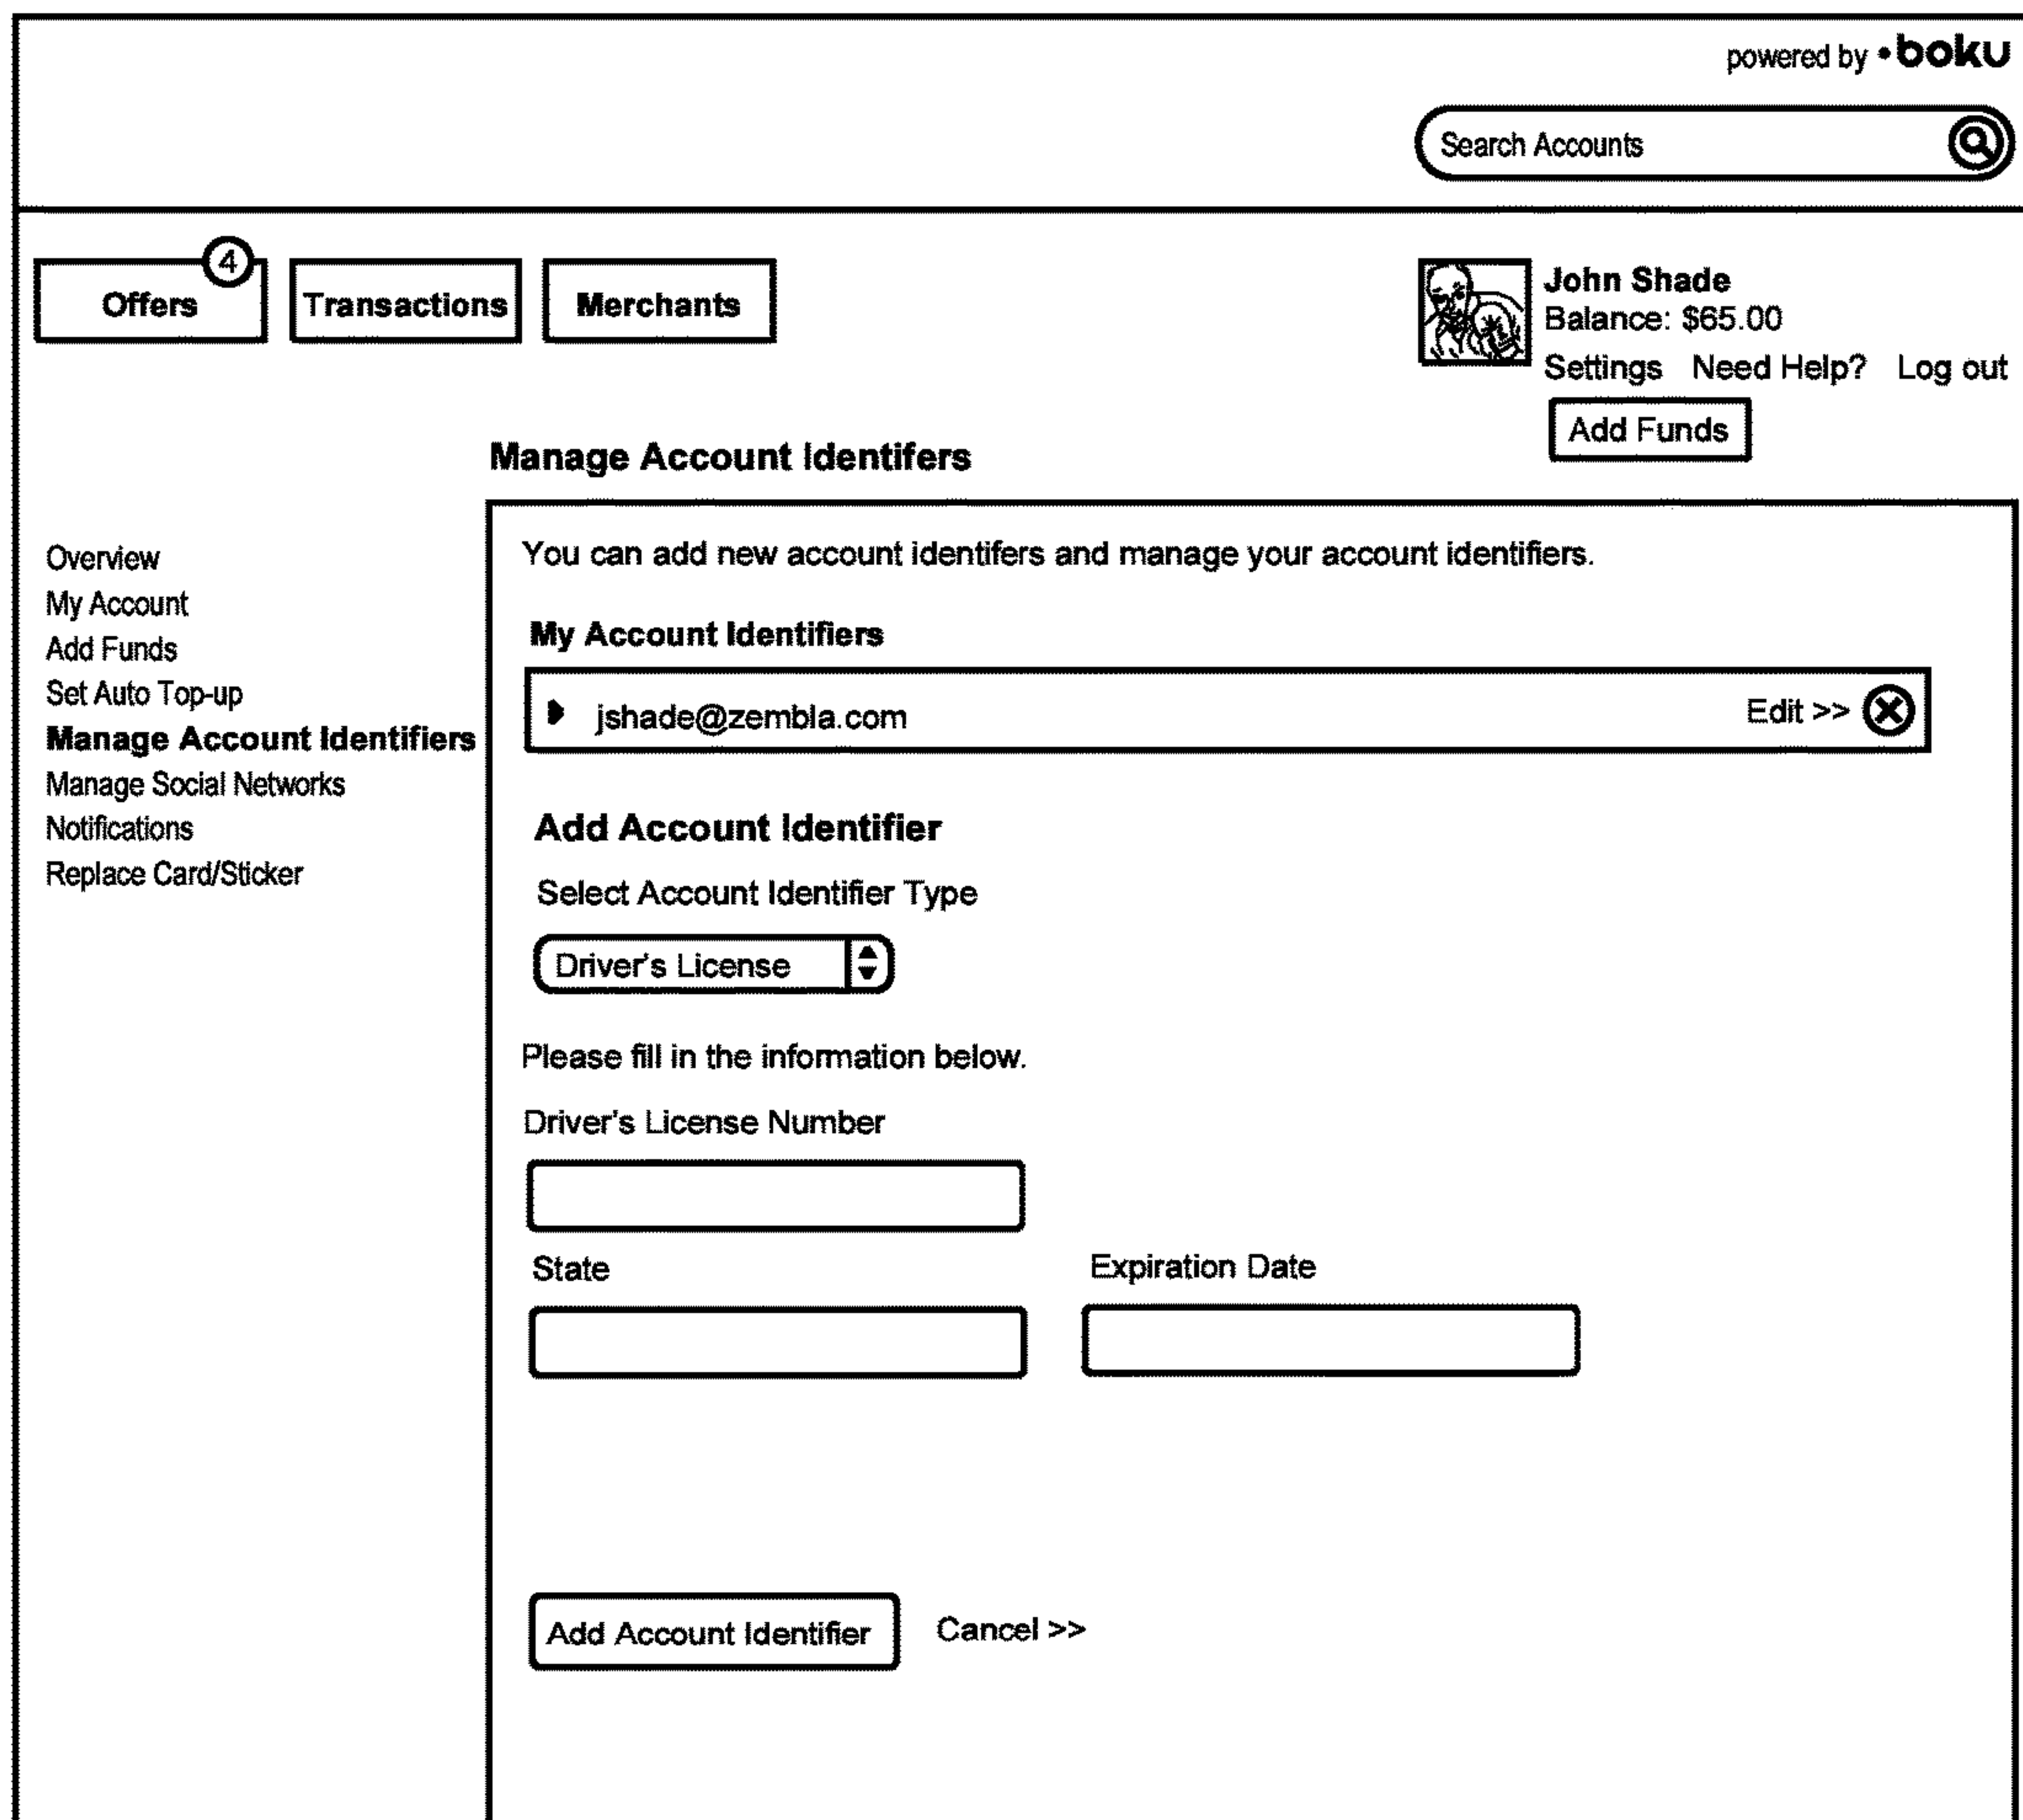 powered by •boku
Search Accounts
4
Offers Transactions Merchants
John Shade
Balance: $65.00
Settings Need Help? Log out
Add Funds
Manage Account Identifers
Overview
My Account
Add Funds
Set Auto Top-up
Manage Account Identifiers
Manage Social Networks
Notifications
Replace Card/Sticker
You can add new account identifers and manage your account identifiers.
My Account Identifiers
jshade@zembla.com Edit >>
Add Account Identifier
Select Account Identifier Type
Driver's License
Please fill in the information below.
Driver's License Number
State Expiration Date
Add Account Identifier Cancel >>